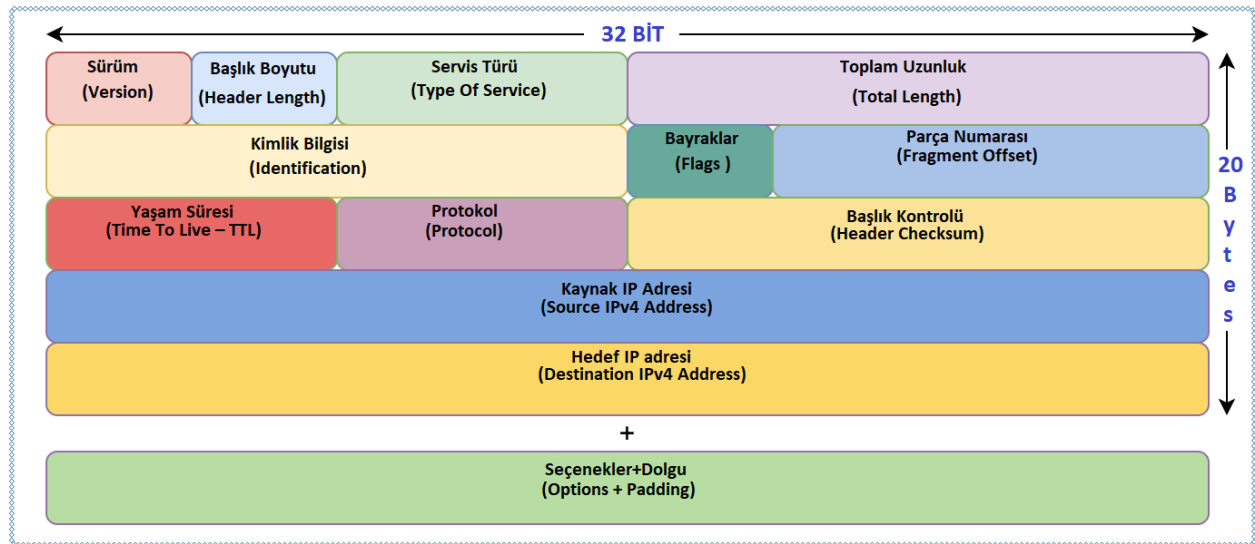 32 BİT
Sürüm
(Version)
Başlık Boyutu
(Header Length)
Servis Türü
(Type Of Service)
Toplam Uzunluk
(Total Length)
Kimlik Bilgisi
(Identification)
Bayraklar
(Flags )
Parça Numarası
(Fragment Offset)
Yaşam Süresi
(Time To Live – TTL)
Protokol
(Protocol)
Başlık Kontrolü
(Header Checksum)
Kaynak IP Adresi
(Source IPv4 Address)
Hedef IP adresi
(Destination IPv4 Address)
20
B
y
t
e
s
+
Seçenekler+Dolgu
(Options + Padding)